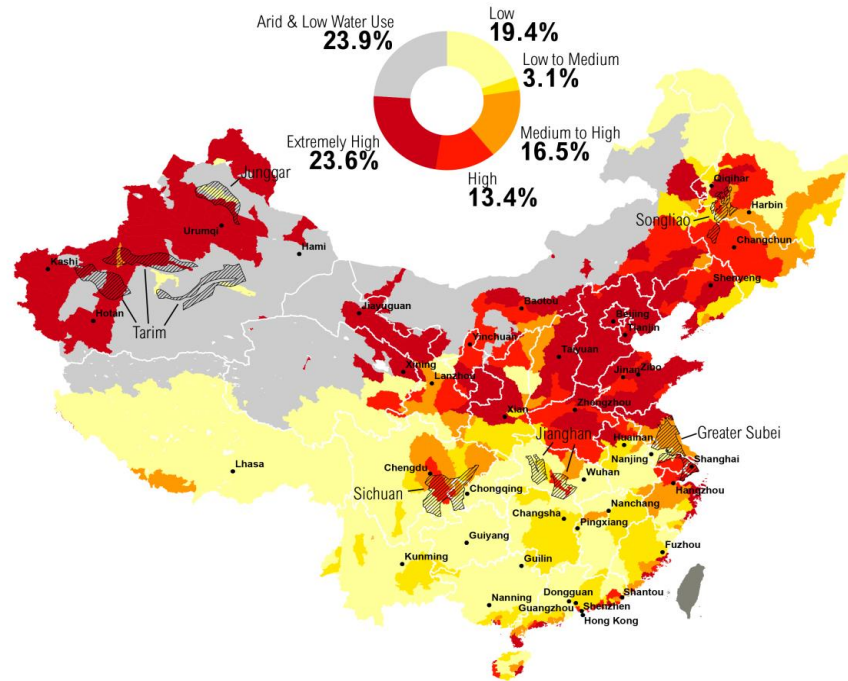 Arid & Low Water Use
23.9%
Low
19.4%
Low to Medium
3.1%
Extremely High
23.6%
Medium to High
16.5%
High
13.4%
Junggar
Qiqihar
Harbin
Songliao
Urumqi
Changchun
Hami
Kashi
Shenyeng
Baotou
Jiayuguan
Beijing
Hotan
Tianjin
Tarim
Yinchuan
Taiyuan
Xining
Jinan
Zibo
Lanzhou
Zhengzhou
Xian
Jianghan
Greater Subei
Huainan
Nanjing
Shanghai
Lhasa
Chengdu
Wuhan
Sichuan
Chongqing
Hangzhou
Nanchang
Changsha
Pingxiang
Guiyang
Fuzhou
Kunming
Guilin
Dongguan
Shantou
Nanning
Guangzhou
Shenzhen
Hong Kong